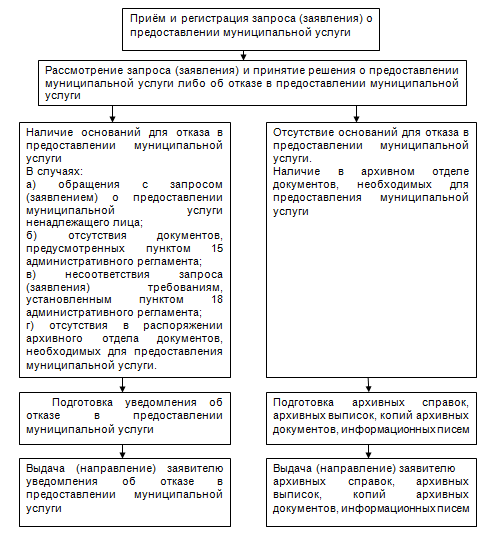 Приём и регистрация запроса (заявления) о
предоставлении муниципальной услуги
Рассмотрение запроса (заявления) и принятие решения о предоставлении
муниципальной услуги либо об отказе в предоставлении муниципальной
услуги
Наличие оснований для отказа в
предоставлении муниципальной
услуги
В случаях:
а) обращения с запросом
(заявлением) о предоставлении
муниципальной услуги
ненадлежащего лица;
б) отсутствия документов,
предусмотренных пунктом 15
административного регламента;
в) несоответствия запроса
(заявления) требованиям,
установленным пунктом 18
административного регламента;
г) отсутствия в распоряжении
архивного отдела документов,
необходимых для предоставления
муниципальной услуги.
Отсутствие оснований для отказа в
предоставлении муниципальной
услуги.
Наличие в архивном отделе
документов, необходимых для
предоставления муниципальной
услуги
Подготовка уведомления об
отказе в предоставлении
муниципальной услуги
Подготовка архивных справок,
архивных выписок, копий архивных
документов, информационных писем
Выдача (направление) заявителю
уведомления об отказе в
предоставлении муниципальной
услуги
Выдача (направление) заявителю
архивных справок, архивных
выписок, копий архивных
документов, информационных писем